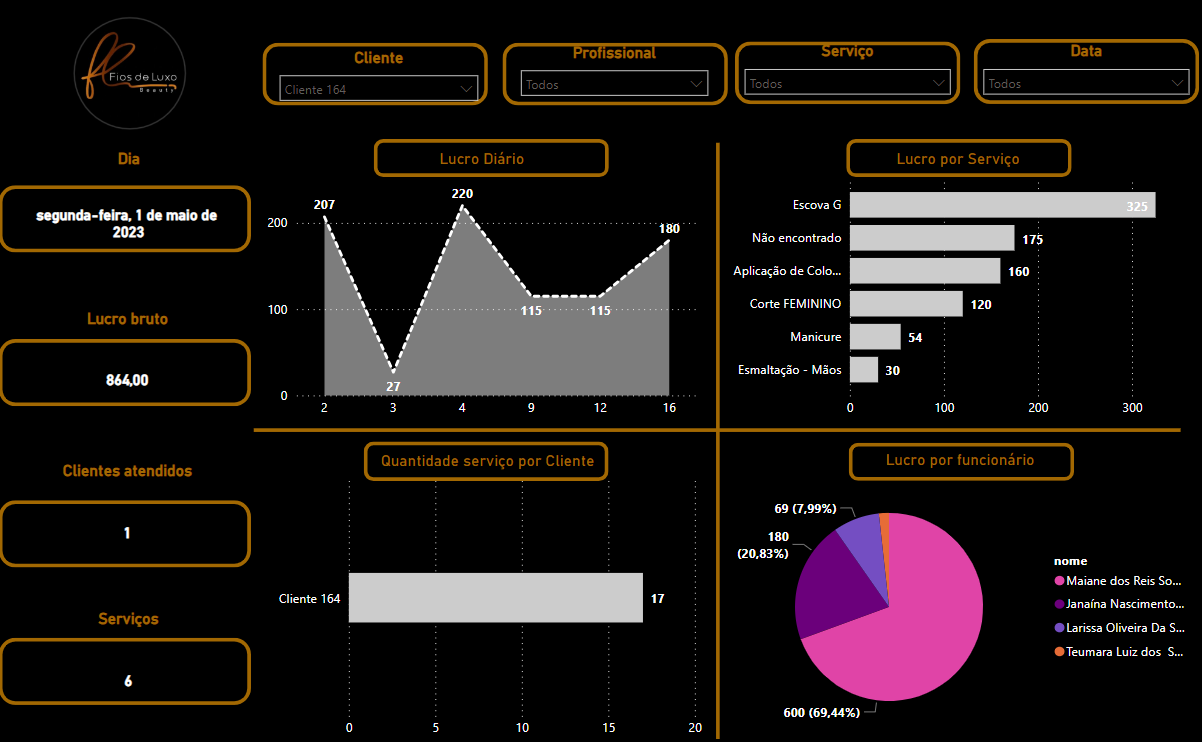 Fios de Luxo
Beauty
Cliente
Cliente 164
Profissional
Todos
Serviço
Todos
Data
Todos
Dia
segunda-feira, 1 de maio de
2023
Lucro bruto
864,00
Clientes atendidos
1
Serviços
6
Lucro Diário
207
220
180
115
115
27
200
100
0
2 3 4 9 12 16
Lucro por Serviço
Escova G 325
Não encontrado 175
Aplicação de Colo... 160
Corte FEMININO 120
Manicure 54
Esmaltação - Mãos 30
0 100 200 300
Quantidade serviço por Cliente
Cliente 164 17
0 5 10 15 20
Lucro por funcionário
69 (7,99%)
180
(20,83%)
600 (69,44%)
nome
Maiane dos Reis So...
Janaína Nascimento...
Larissa Oliveira Da S...
Teumara Luiz dos S...